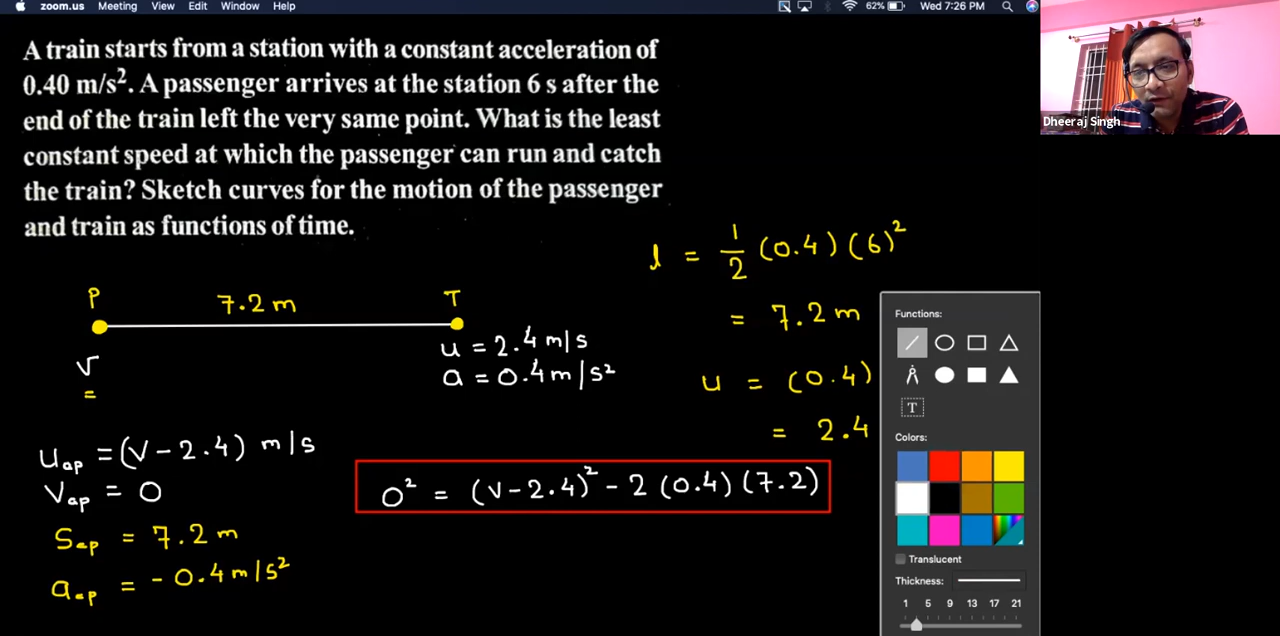 zoom.us Meeting View Edit Window Help 62% Wed 7:26 PM
A train starts from a station with a constant acceleration of
0.40 m/s². A passenger arrives at the station 6 s after the
end of the train left the very same point. What is the least
constant speed at which the passenger can run and catch
the train? Sketch curves for the motion of the passenger
and train as functions of time.
Dheeraj Singh
l = 1/2 (0.4) (6)²
= 7.2 m
u = (0.4)
= 2.4
P 7.2 m T
V
=
u = 2.4 m/s
a = 0.4 m/s²
uap = (v - 2.4) m/s
Vap = 0
Sap = 7.2 m
aap = - 0.4 m/s²
0² = (v - 2.4)² - 2 (0.4) (7.2)
Functions:
T
Colors:
Translucent
Thickness:
1 5 9 13 17 21